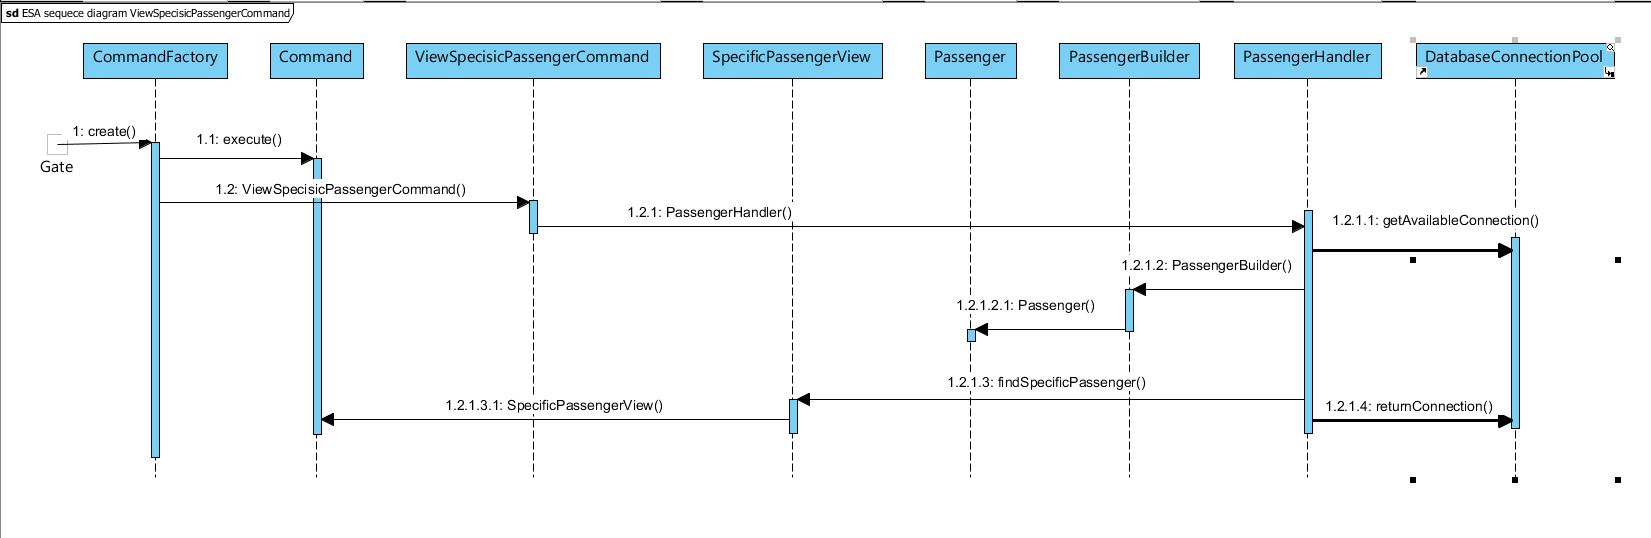 sd ESA sequece diagram ViewSpecisicPassengerCommand
CommandFactory
Command
ViewSpecisicPassengerCommand
SpecificPassengerView
Passenger
PassengerBuilder
PassengerHandler
DatabaseConnectionPool
1: create()
Gate
1.1: execute()
1.2: ViewSpecisicPassengerCommand()
1.2.1: PassengerHandler()
1.2.1.1: getAvailableConnection()
1.2.1.2: PassengerBuilder()
1.2.1.2.1: Passenger()
1.2.1.3: findSpecificPassenger()
1.2.1.3.1: SpecificPassengerView()
1.2.1.4: returnConnection()